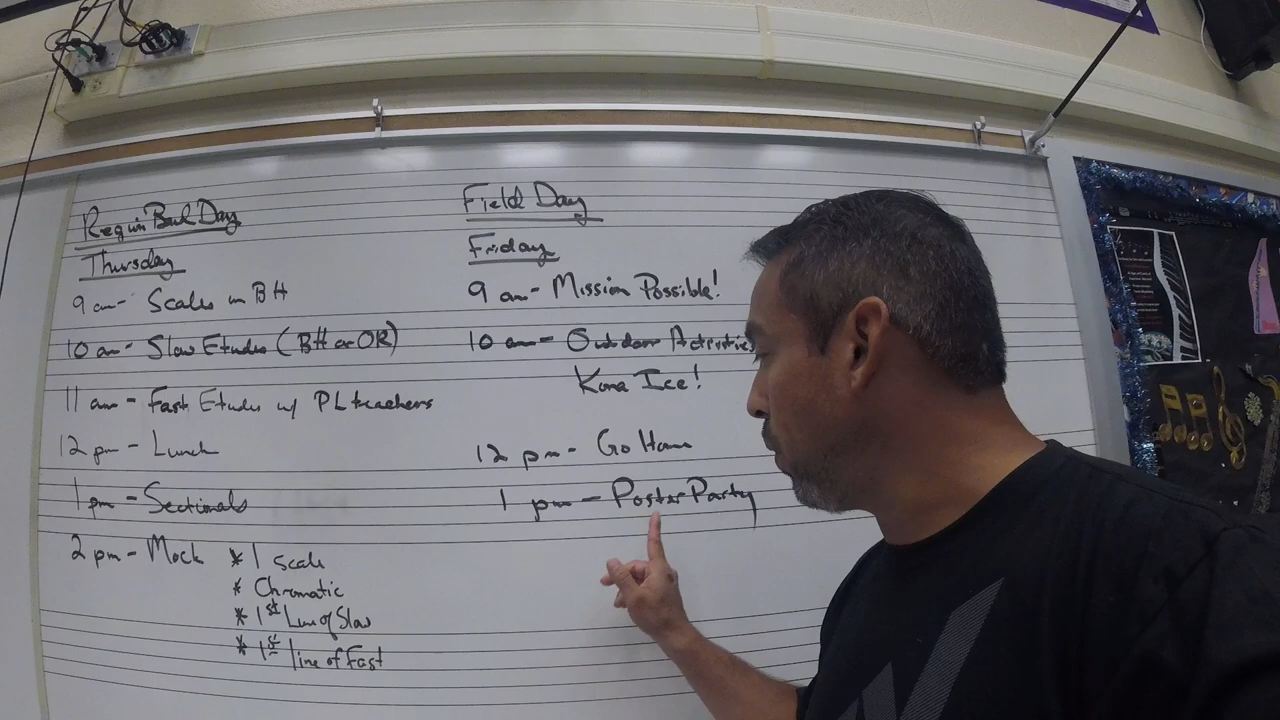 Region Band Day
Thursday
9 am - Scales in BH
10 am - Slow Etudes (BH or OR)
11 am - Fast Etudes w/ PL teachers
12 pm - Lunch
1 pm - Sectionals
2 pm - Mock * 1 scale
* Chromatic
* 1st Line of Slow
* 1st line of Fast
Field Day
Friday
9 am - Mission Possible!
10 am - Outdoor Activities
Kona Ice!
12 pm - Go Home
1 pm - Poster Party